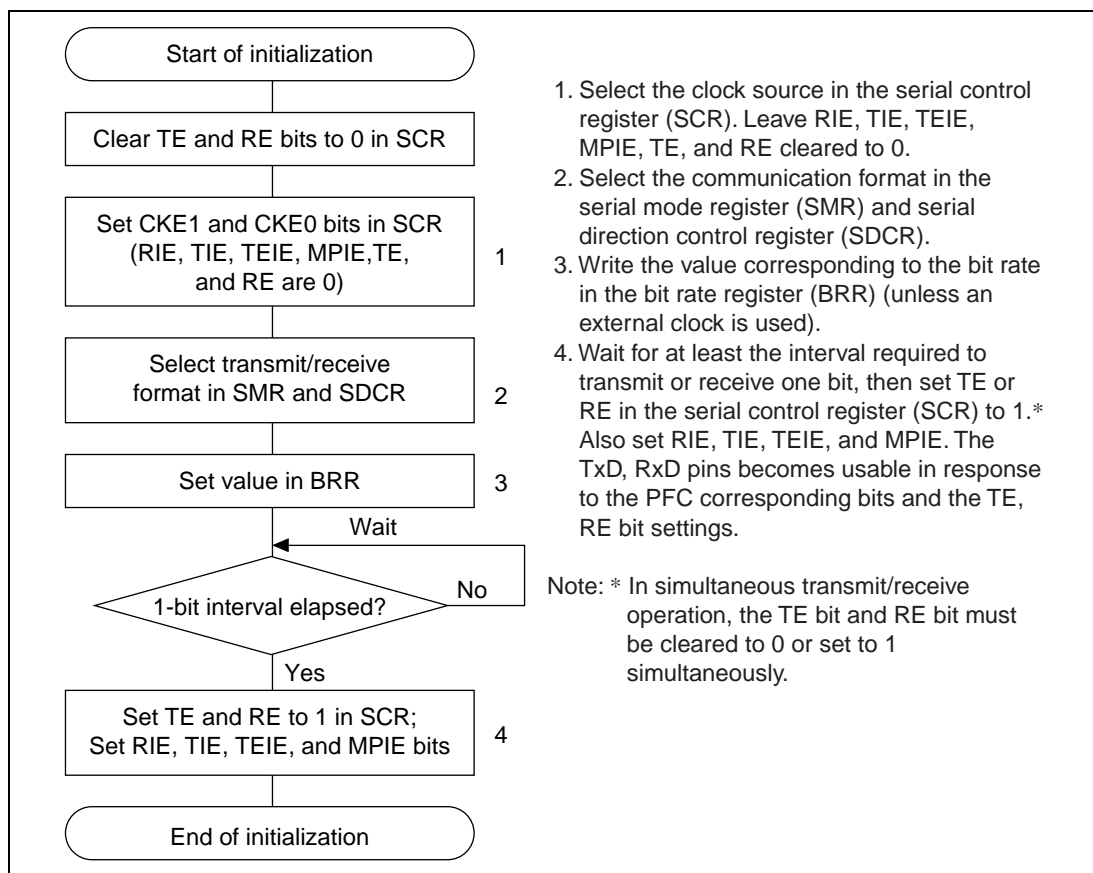 Start of initialization
Clear TE and RE bits to 0 in SCR
Set CKE1 and CKE0 bits in SCR
(RIE, TIE, TEIE, MPIE,TE,
and RE are 0)
1
Select transmit/receive
format in SMR and SDCR
2
Set value in BRR
3
Wait
1-bit interval elapsed?
No
Yes
Set TE and RE to 1 in SCR;
Set RIE, TIE, TEIE, and MPIE bits
4
End of initialization
1. Select the clock source in the serial control
register (SCR). Leave RIE, TIE, TEIE,
MPIE, TE, and RE cleared to 0.
2. Select the communication format in the
serial mode register (SMR) and serial
direction control register (SDCR).
3. Write the value corresponding to the bit rate
in the bit rate register (BRR) (unless an
external clock is used).
4. Wait for at least the interval required to
transmit or receive one bit, then set TE or
RE in the serial control register (SCR) to 1.*
Also set RIE, TIE, TEIE, and MPIE. The
TxD, RxD pins becomes usable in response
to the PFC corresponding bits and the TE,
RE bit settings.
Note: * In simultaneous transmit/receive
operation, the TE bit and RE bit must
be cleared to 0 or set to 1
simultaneously.